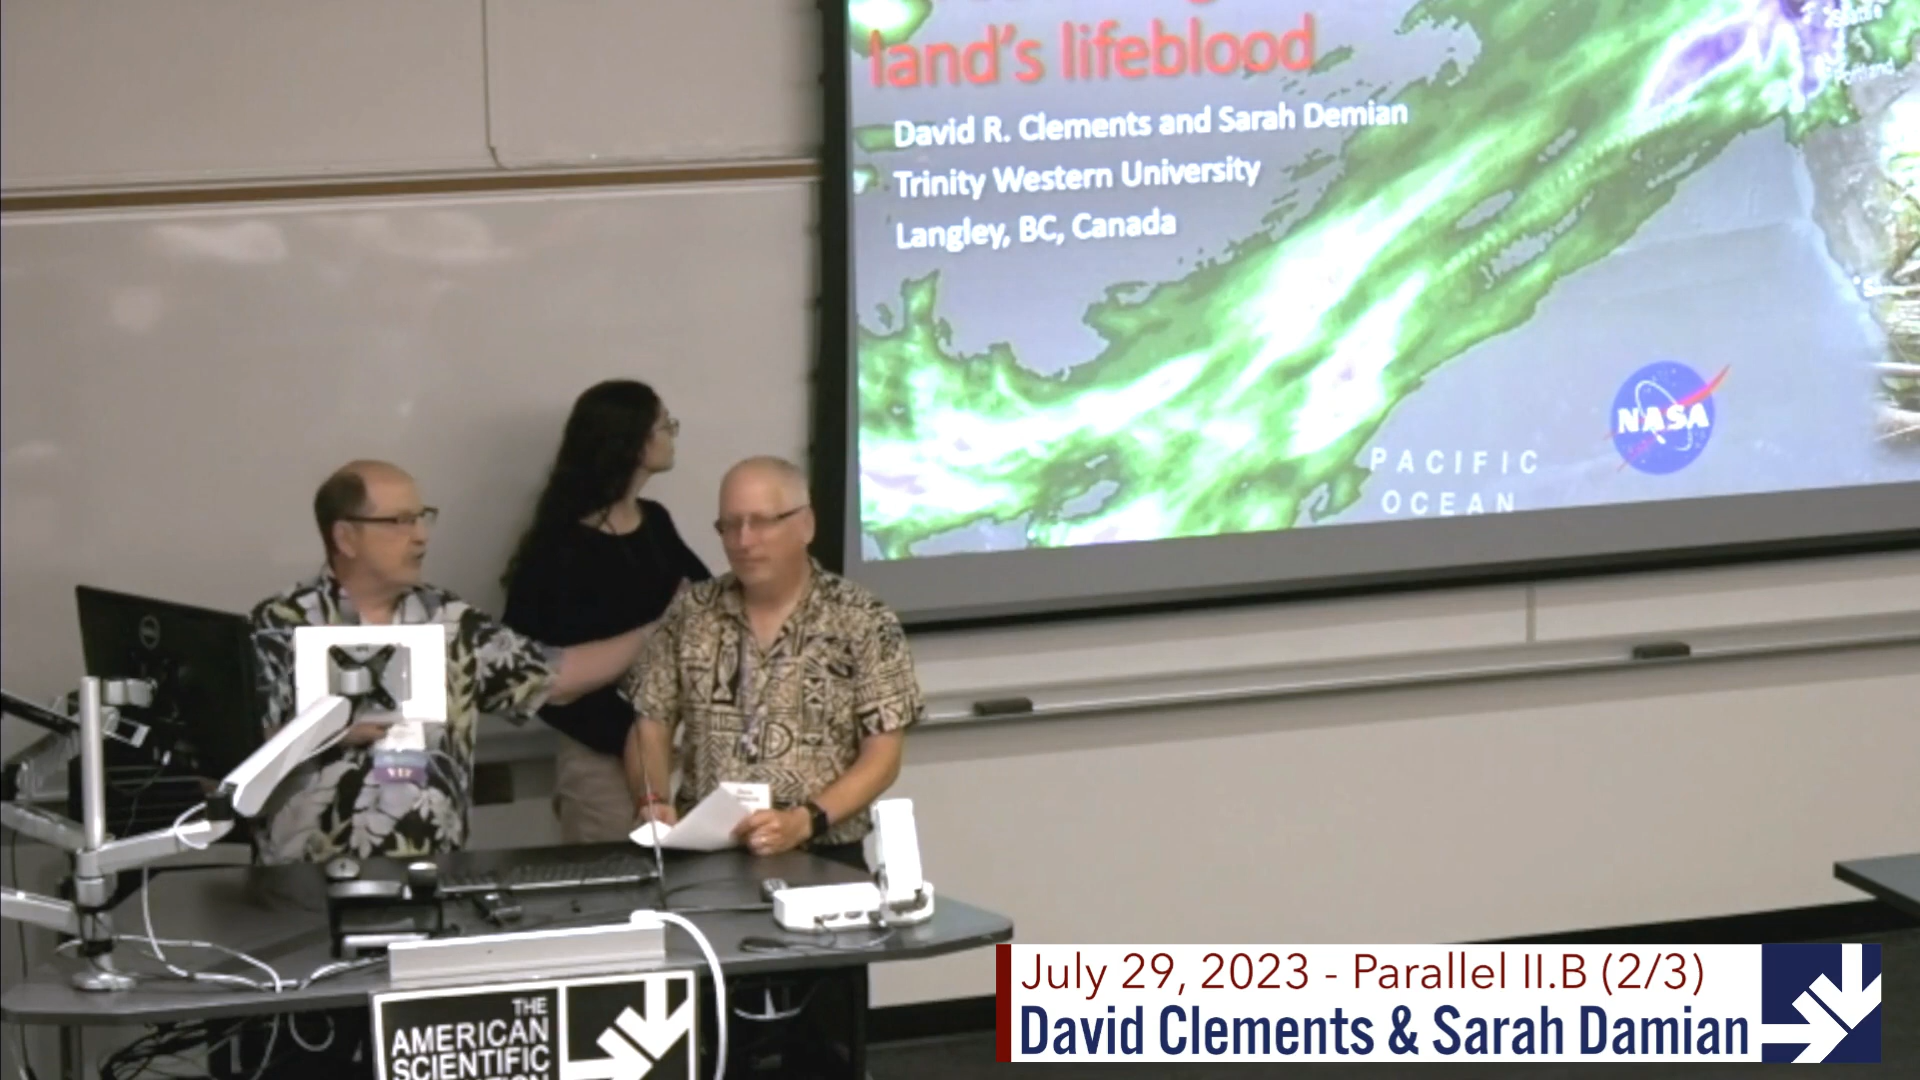 land's lifeblood
David R. Clements and Sarah Demian
Trinity Western University
Langley, BC, Canada
Portland
NASA
PACIFIC
OCEAN
THE
AMERICAN
SCIENTIFIC
July 29, 2023 - Parallel II.B (2/3)
David Clements & Sarah Damian